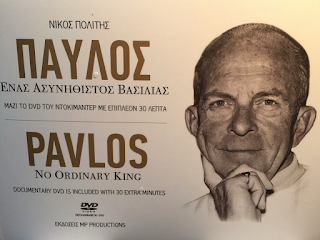 ΝΙΚΟΣ ΠΟΛΙΤΗΣ
ΠΑΥΛΟΣ
ΕΝΑΣ ΑΣΥΝΗΘΙΣΤΟΣ ΒΑΣΙΛΙΑΣ
ΜΑΖΙ ΤΟ DVD ΤΟΥ ΝΤΟΚΙΜΑΝΤΕΡ ΜΕ ΕΠΙΠΛΕΟΝ 30 ΛΕΠΤΑ
PAVLOS
NO ORDINARY KING
DOCUMENTARY DVD IS INCLUDED WITH 30 EXTRA MINUTES
DVD
ΕΚΔΟΣΕΙΣ MP PRODUCTIONS